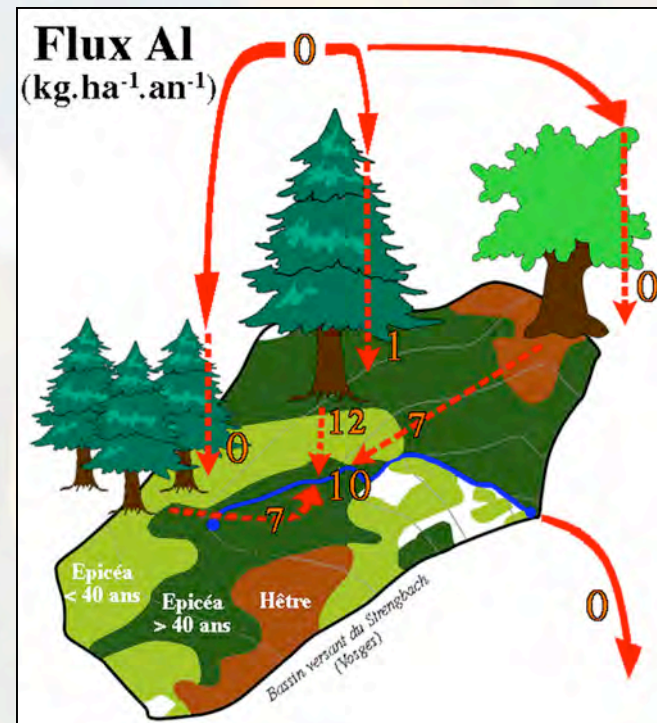 Flux Al
(kg.ha⁻¹.an⁻¹)
0
0
1
0
12
7
10
7
Epicéa
< 40 ans
Epicéa
> 40 ans
Hêtre
Bassin versant du Strengbach
(Vosges)
0